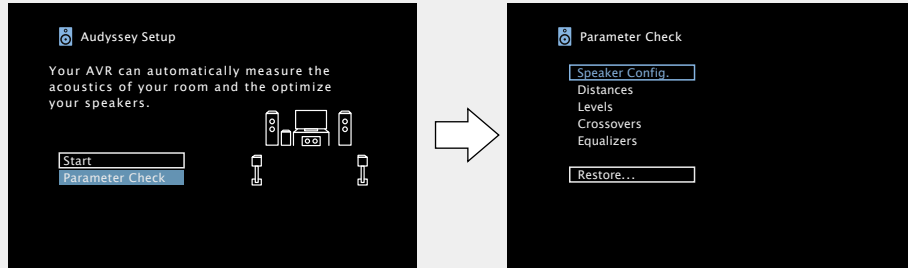 Audyssey Setup
Your AVR can automatically measure the
acoustics of your room and the optimize
your speakers.
Start
Parameter Check
Parameter Check
Speaker Config.
Distances
Levels
Crossovers
Equalizers
Restore...